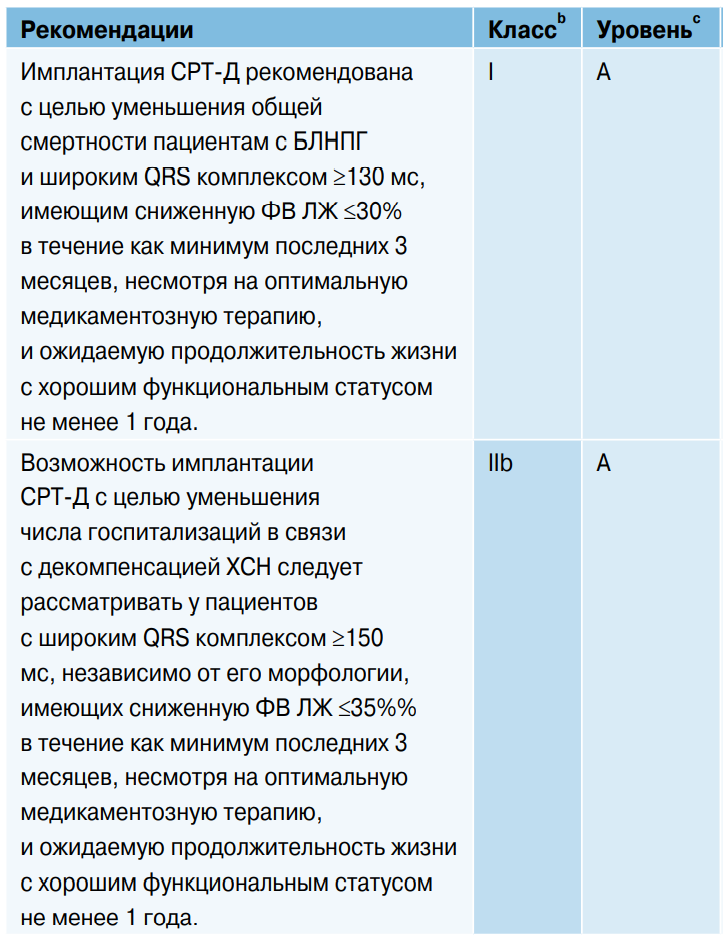 Рекомендации Класс^b Уровень^c
Имплантация СРТ-Д рекомендована I A
с целью уменьшения общей
смертности пациентам с БЛНПГ
и широким QRS комплексом ≥130 мс,
имеющим сниженную ФВ ЛЖ ≤30%
в течение как минимум последних 3
месяцев, несмотря на оптимальную
медикаментозную терапию,
и ожидаемую продолжительность жизни
с хорошим функциональным статусом
не менее 1 года.
Возможность имплантации IIb A
СРТ-Д с целью уменьшения
числа госпитализаций в связи
с декомпенсацией ХСН следует
рассматривать у пациентов
с широким QRS комплексом ≥150
мс, независимо от его морфологии,
имеющих сниженную ФВ ЛЖ ≤35%%
в течение как минимум последних 3
месяцев, несмотря на оптимальную
медикаментозную терапию,
и ожидаемую продолжительность жизни
с хорошим функциональным статусом
не менее 1 года.